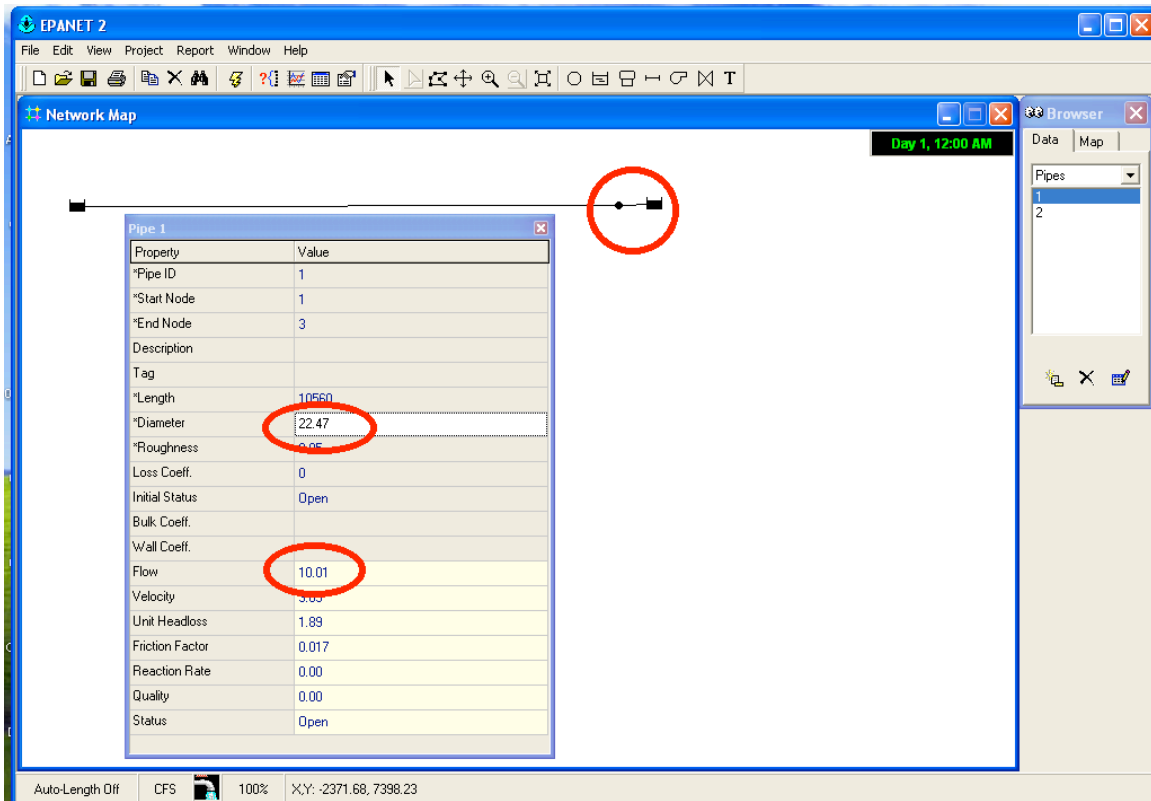 EPANET 2
File Edit View Project Report Window Help
T
Network Map
Day 1, 12:00 AM
Browser
Data Map
Pipes
1
2
Pipe 1
Property Value
*Pipe ID 1
*Start Node 1
*End Node 3
Description
Tag
*Length 10560
*Diameter 22.47
*Roughness
Loss Coeff. 0
Initial Status Open
Bulk Coeff.
Wall Coeff.
Flow 10.01
Velocity
Unit Headloss 1.89
Friction Factor 0.017
Reaction Rate 0.00
Quality 0.00
Status Open
Auto-Length Off CFS 100% X,Y: -2371.68, 7398.23